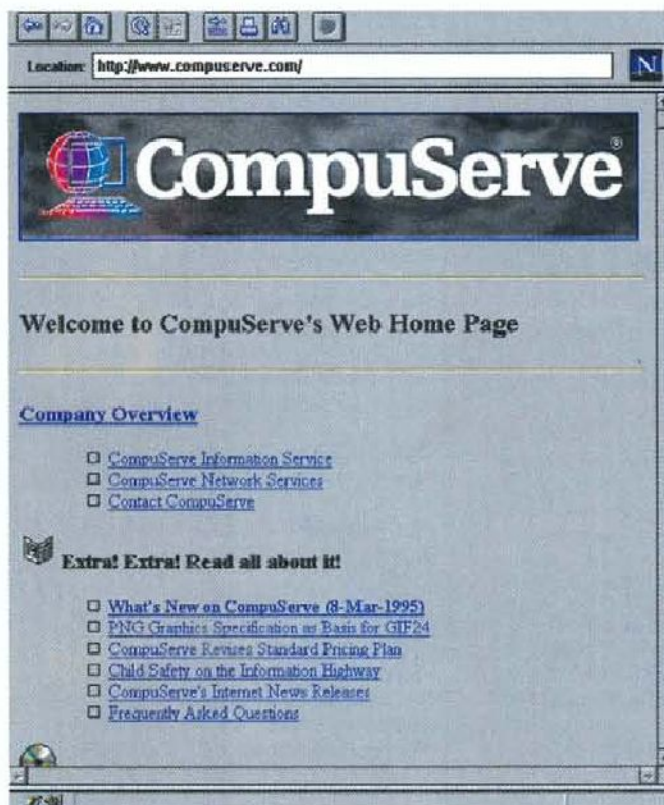 Location: http://www.compuserve.com/
N
CompuServe®
Welcome to CompuServe's Web Home Page
Company Overview
CompuServe Information Service
CompuServe Network Services
Contact CompuServe
Extra! Extra! Read all about it!
What's New on CompuServe (8-Mar-1995)
PNG Graphics Specification as Basis for GIF24
CompuServe Revises Standard Pricing Plan
Child Safety on the Information Highway
CompuServe's Internet News Releases
Frequently Asked Questions